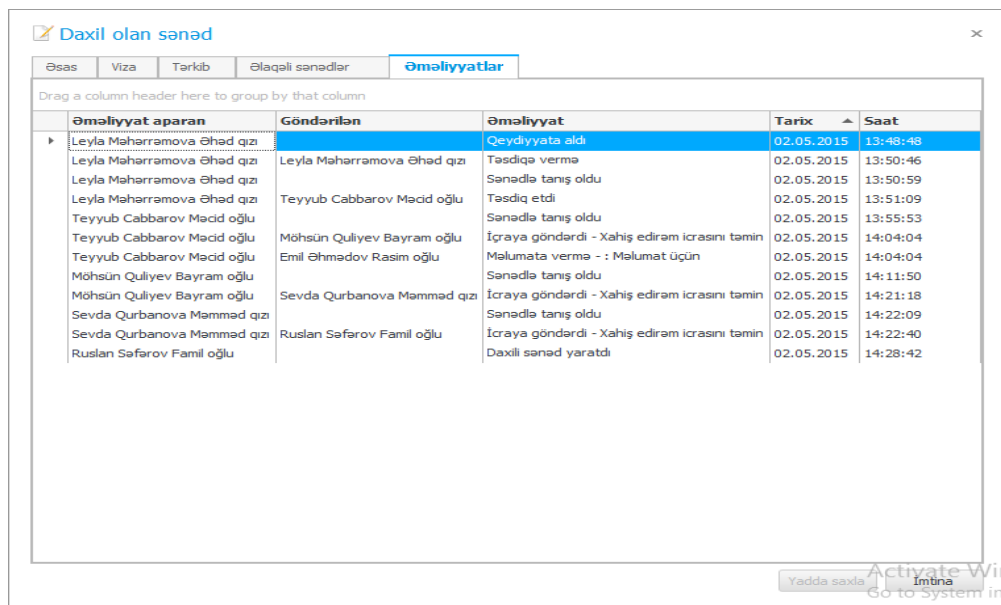 Daxil olan sənəd
Əsas Viza Tərkib Əlaqəli sənədlər Əməliyyatlar
Drag a column header here to group by that column
Əməliyyat aparan Göndərilən Əməliyyat Tarix Saat
Leyla Məhərrəmova Əhəd qızı Qeydiyyata aldı 02.05.2015 13:48:48
Leyla Məhərrəmova Əhəd qızı Leyla Məhərrəmova Əhəd qızı Təsdiqə vermə 02.05.2015 13:50:46
Leyla Məhərrəmova Əhəd qızı Sənədlə tanış oldu 02.05.2015 13:50:59
Leyla Məhərrəmova Əhəd qızı Teyyub Cabbarov Məcid oğlu Təsdiq etdi 02.05.2015 13:51:09
Teyyub Cabbarov Məcid oğlu Sənədlə tanış oldu 02.05.2015 13:55:53
Teyyub Cabbarov Məcid oğlu Möhsün Quliyev Bayram oğlu İçraya göndərdi - Xahiş edirəm icrasını təmin 02.05.2015 14:04:04
Teyyub Cabbarov Məcid oğlu Emil Əhmədov Rasim oğlu Məlumata vermə - : Məlumat üçün 02.05.2015 14:04:04
Möhsün Quliyev Bayram oğlu Sənədlə tanış oldu 02.05.2015 14:11:50
Möhsün Quliyev Bayram oğlu Sevda Qurbanova Məmməd qızı İcraya göndərdi - Xahiş edirəm icrasını təmin 02.05.2015 14:21:18
Sevda Qurbanova Məmməd qızı Sənədlə tanış oldu 02.05.2015 14:22:09
Sevda Qurbanova Məmməd qızı Ruslan Səfərov Famil oğlu İcraya göndərdi - Xahiş edirəm icrasını təmin 02.05.2015 14:22:40
Ruslan Səfərov Famil oğlu Daxili sənəd yaratdı 02.05.2015 14:28:42
Activate Wi
Yadda saxla İmtina
Go to System in